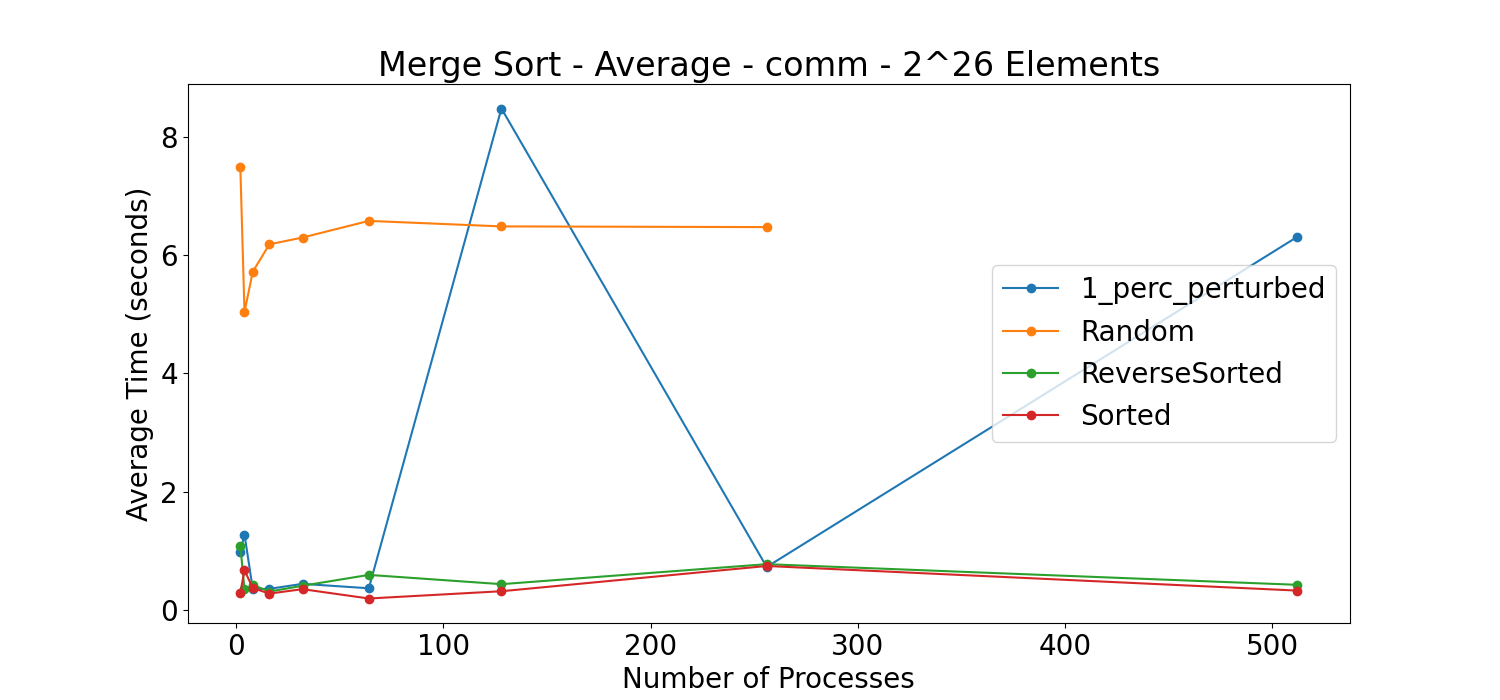 Merge Sort - Average - comm - 2^26 Elements
Average Time (seconds)
8
6
4
2
0
1_perc_perturbed
Random
ReverseSorted
Sorted
0 100 200 300 400 500
Number of Processes